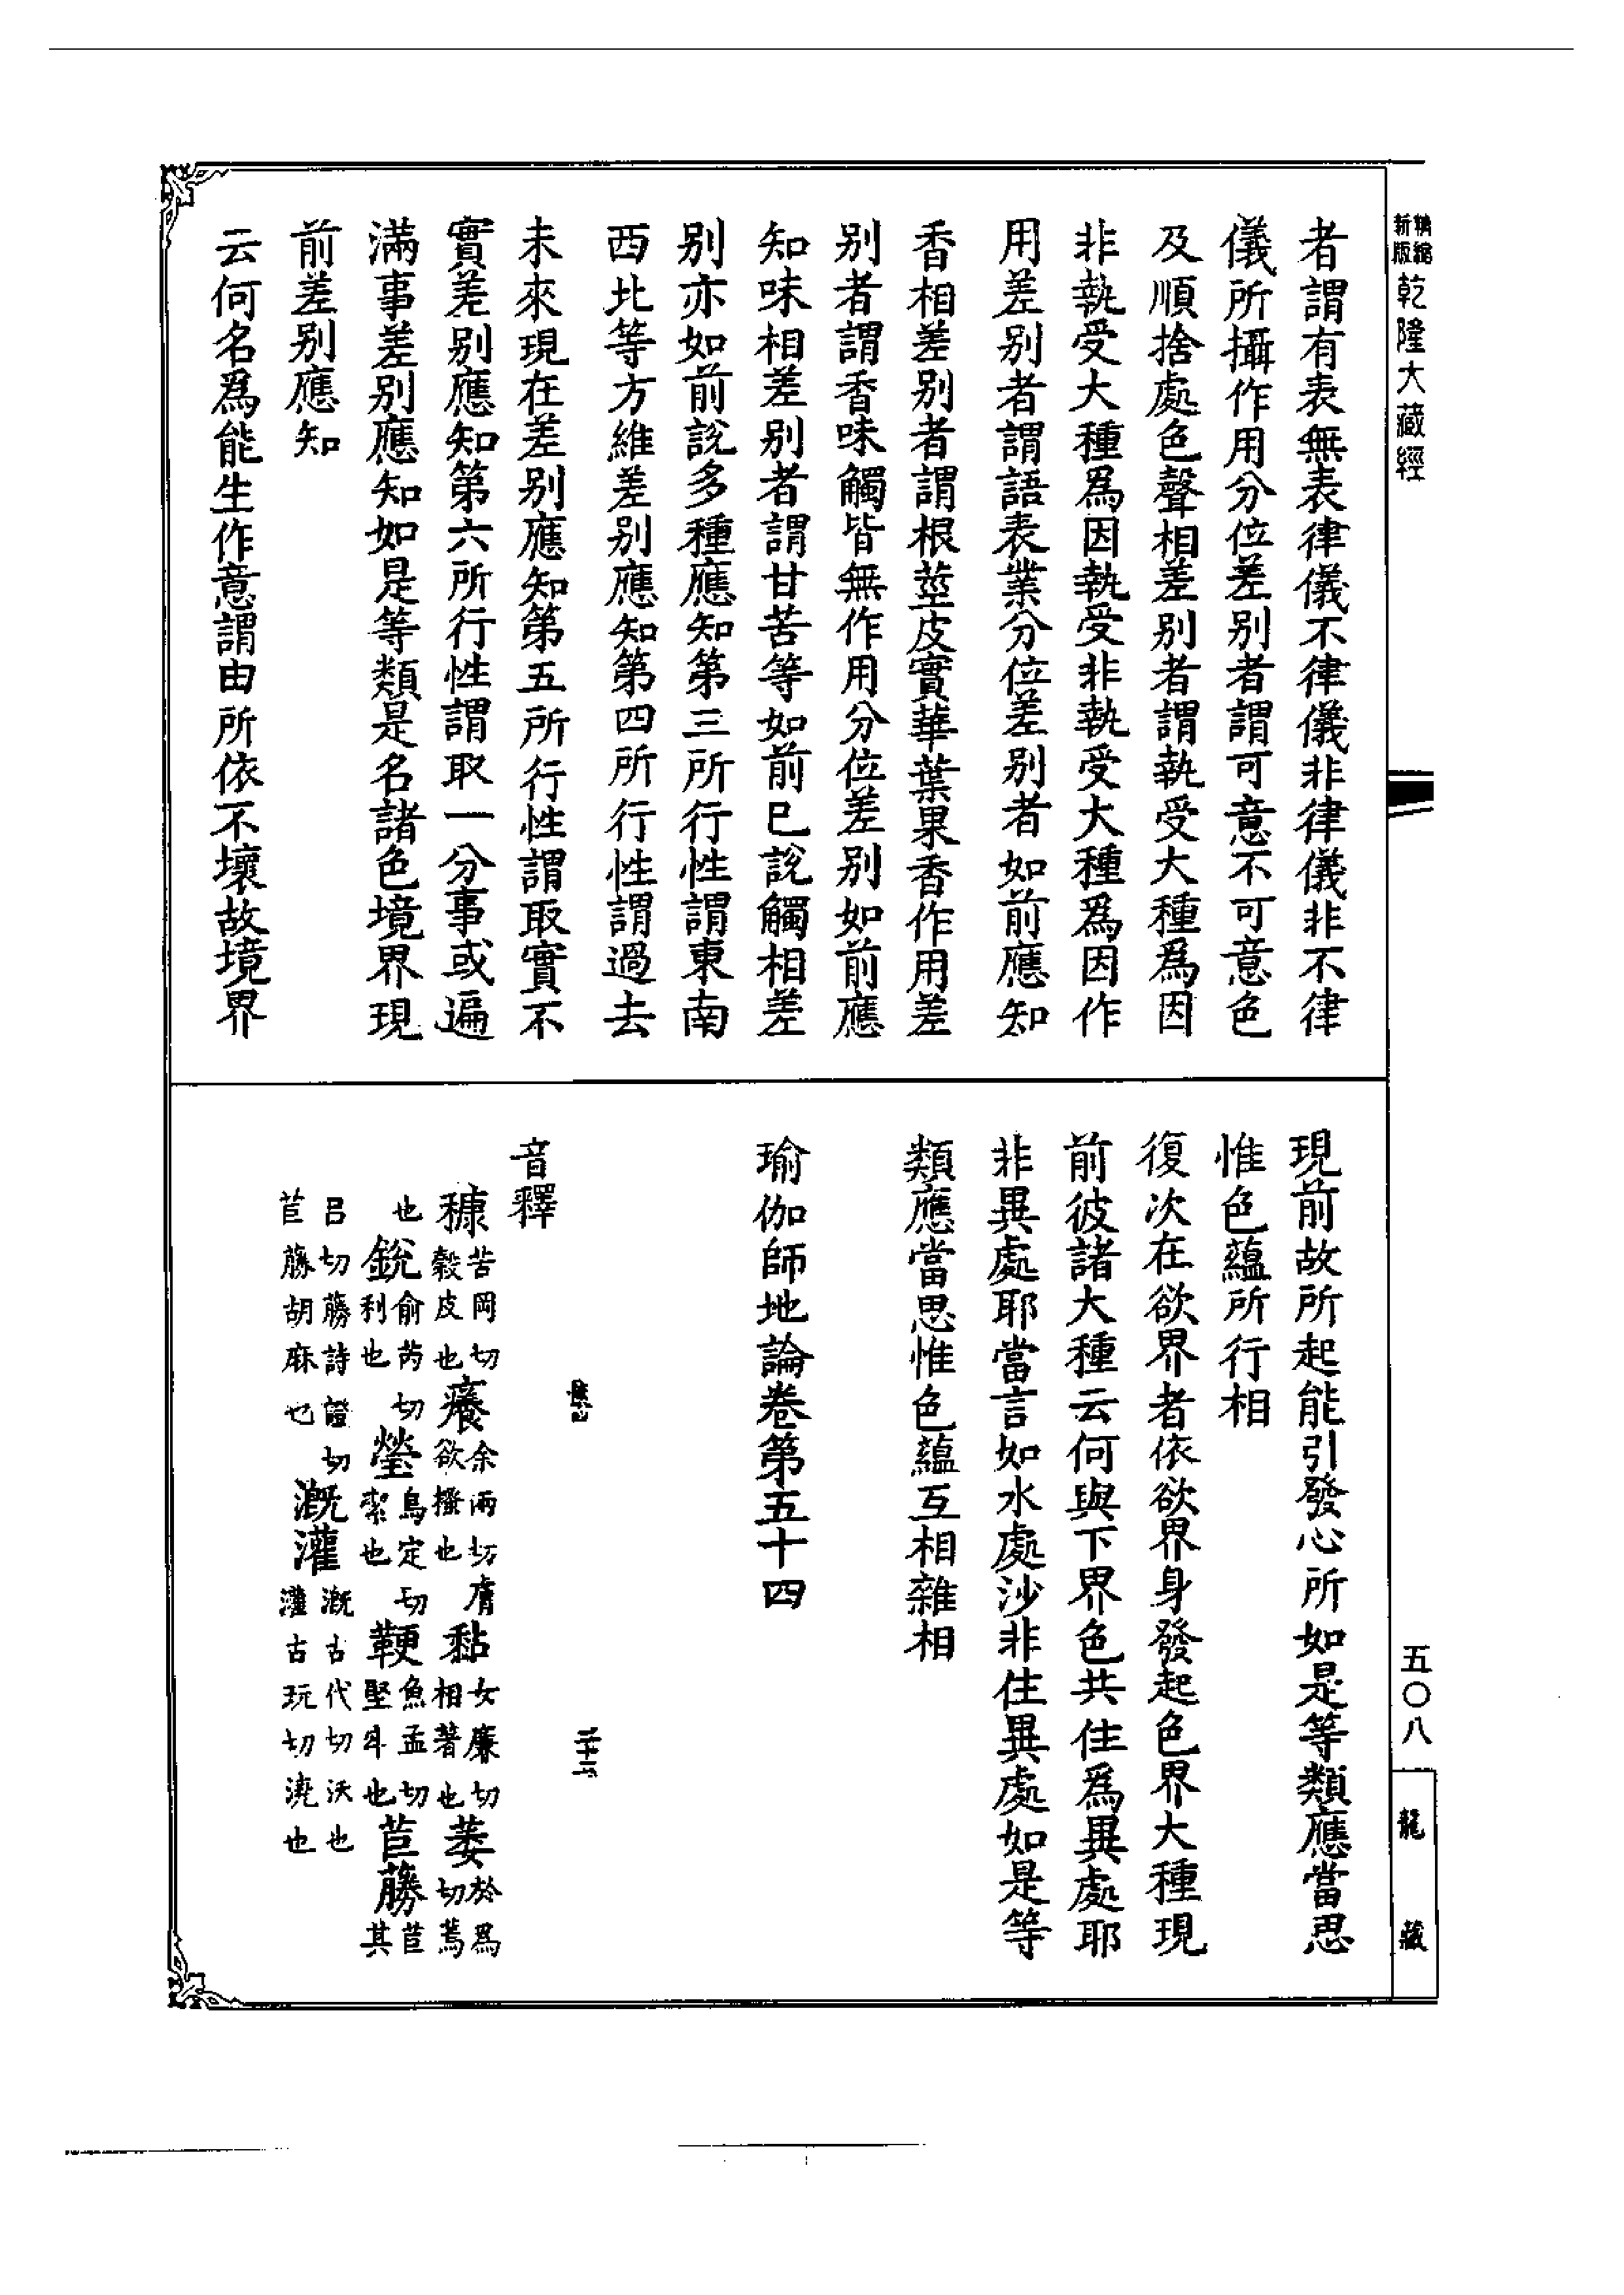 精縮新版乾隆大藏經
者謂有表無表律儀不律儀非律儀非不律
儀所攝作用分位差别者謂可意不可意色
及順捨處色聲相差别者謂執受大種爲因
非執受大種爲因執受非執受大種爲因作
用差别者謂語表業分位差别者如前應知
香相差别者謂根莖皮實華葉果香作用差
别者謂香味觸皆無作用分位差别如前應
知味相差别者謂甘苦等如前已説觸相差
别亦如前説多種應知第三所行性謂東南
西北等方維差别應知第四所行性謂過去
未來現在差别應知第五所行性謂取實不
實差别應知第六所行性謂取一分事或遍
滿事差别應知如是等類是名諸色境界現
前差别應知
云何名爲能生作意謂由所依不壞故境界
現前故所起能引發心所如是等類應當思
惟色蘊所行相
復次在欲界者依欲界身發起色界大種現
前彼諸大種云何與下界色共住爲異處耶
非異處耶當言如水處沙非住異處如是等
類應當思惟色蘊互相雜相
瑜伽師地論卷第五十四
音釋
穅苦岡切穀皮也癢余兩切膚欲搔也黏女廉切相著也萎於爲切蔫
也銳俞芮切利也瑩烏定切潔也鞕魚孟切堅牢也苣藤苣其
呂切藤詩證切苣藤胡麻也溉灌溉古代切沃也灌古玩切澆也
五〇八
龍藏